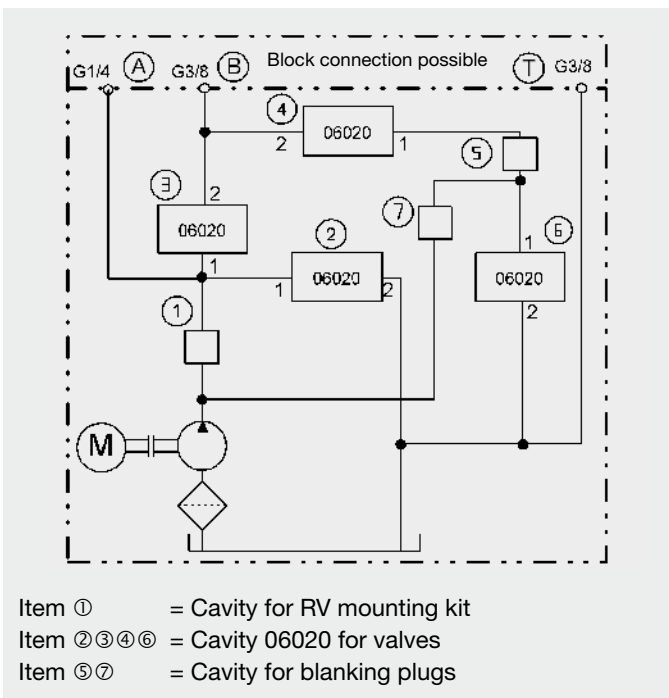 Block connection possible
G1/4 Ⓐ G3/8 Ⓑ Ⓣ G3/8
④
2 06020 1
⑤
③
2
⑦ ⑥
06020 ② 1
1 1 06020 2 06020
① 2
M
Item ① = Cavity for RV mounting kit
Item ②③④⑥ = Cavity 06020 for valves
Item ⑤⑦ = Cavity for blanking plugs